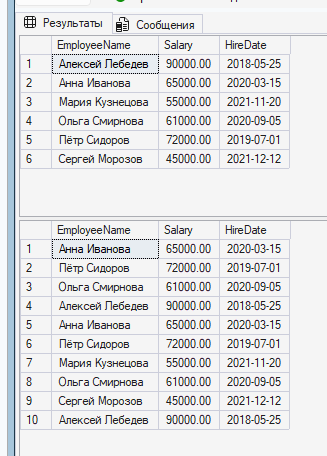 Результаты Сообщения
EmployeeName Salary HireDate
1 Алексей Лебедев 90000.00 2018-05-25
2 Анна Иванова 65000.00 2020-03-15
3 Мария Кузнецова 55000.00 2021-11-20
4 Ольга Смирнова 61000.00 2020-09-05
5 Пётр Сидоров 72000.00 2019-07-01
6 Сергей Морозов 45000.00 2021-12-12
EmployeeName Salary HireDate
1 Анна Иванова 65000.00 2020-03-15
2 Пётр Сидоров 72000.00 2019-07-01
3 Ольга Смирнова 61000.00 2020-09-05
4 Алексей Лебедев 90000.00 2018-05-25
5 Анна Иванова 65000.00 2020-03-15
6 Пётр Сидоров 72000.00 2019-07-01
7 Мария Кузнецова 55000.00 2021-11-20
8 Ольга Смирнова 61000.00 2020-09-05
9 Сергей Морозов 45000.00 2021-12-12
10 Алексей Лебедев 90000.00 2018-05-25